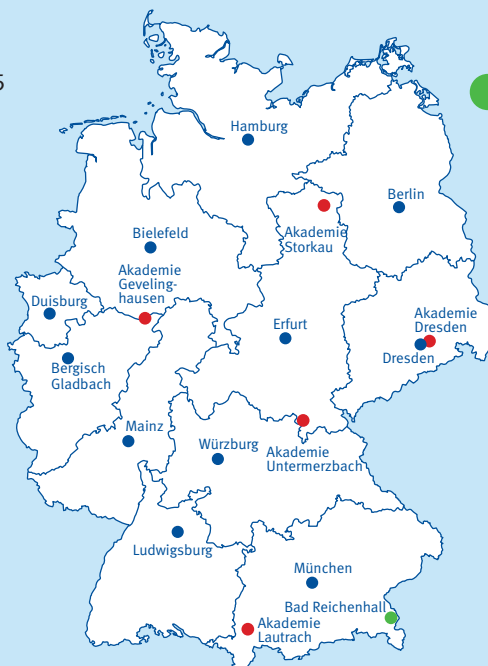 Hamburg
Berlin
Akademie
Storkau
Bielefeld
Akademie
Geveling-
hausen
Duisburg
Erfurt
Akademie
Dresden
Dresden
Bergisch
Gladbach
Mainz
Würzburg
Akademie
Untermerzbach
Ludwigsburg
München
Bad Reichenhall
Akademie
Lautrach